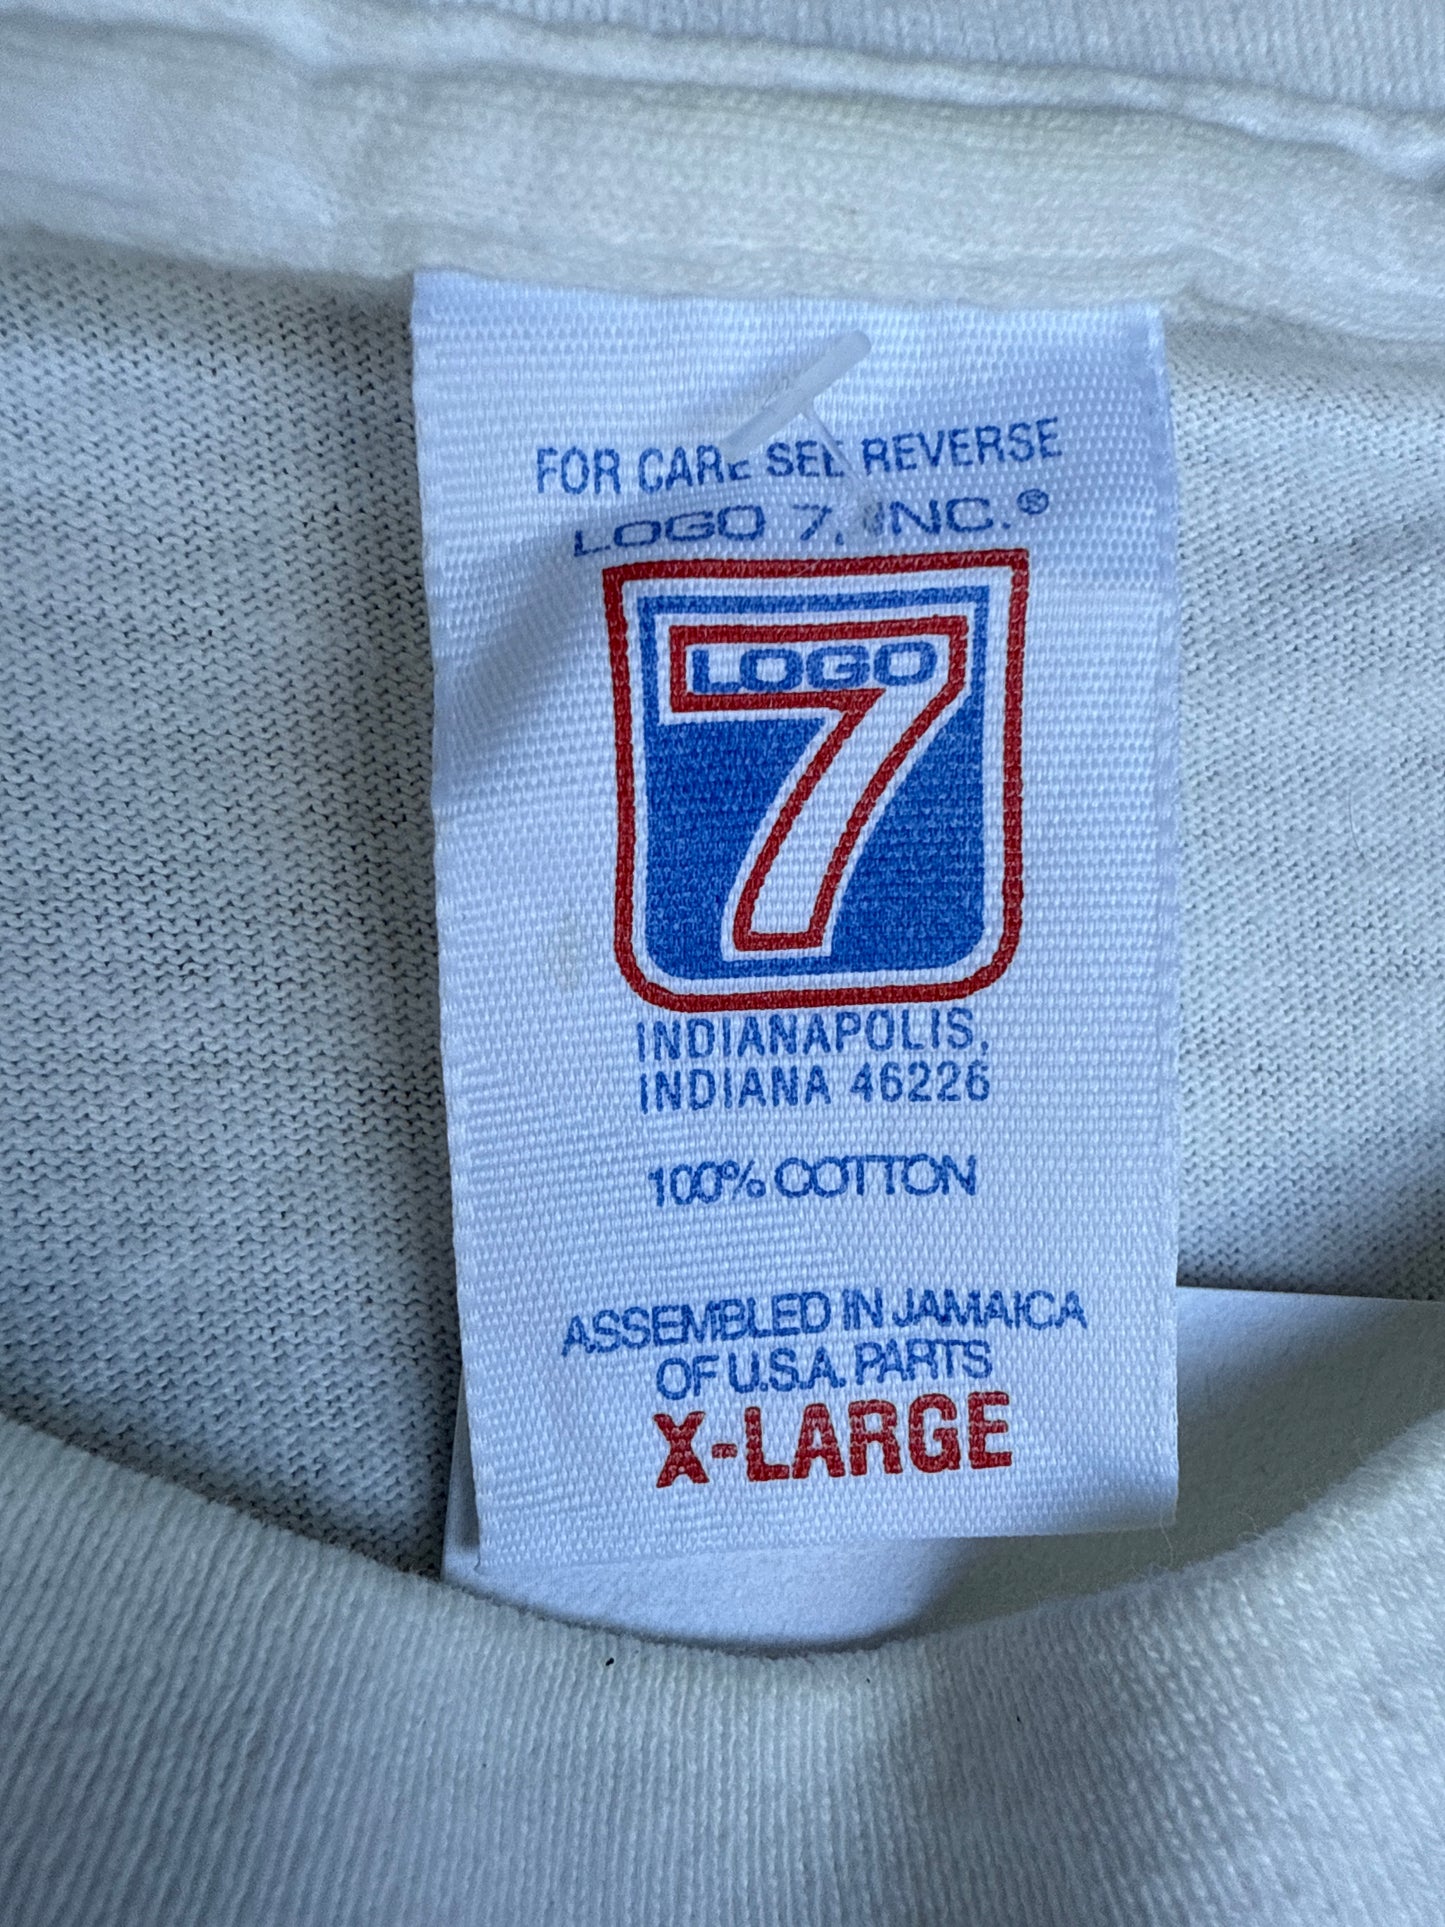 FOR CARE SEE REVERSE
LOGO 7, INC.®
LOGO
7
INDIANAPOLIS,
INDIANA 46226
100% COTTON
ASSEMBLED IN JAMAICA
OF U.S.A. PARTS
X-LARGE